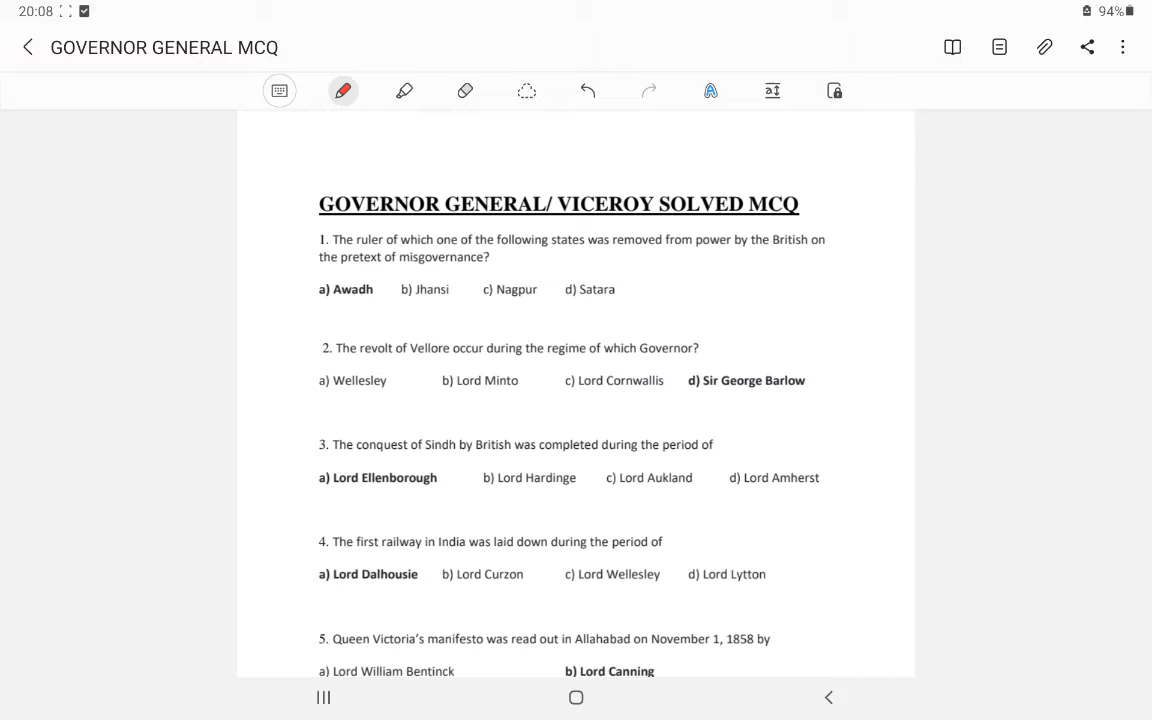 20:08 94%
GOVERNOR GENERAL MCQ
GOVERNOR GENERAL/ VICEROY SOLVED MCQ
1. The ruler of which one of the following states was removed from power by the British on
the pretext of misgovernance?
a) Awadh b) Jhansi c) Nagpur d) Satara
2. The revolt of Vellore occur during the regime of which Governor?
a) Wellesley b) Lord Minto c) Lord Cornwallis d) Sir George Barlow
3. The conquest of Sindh by British was completed during the period of
a) Lord Ellenborough b) Lord Hardinge c) Lord Aukland d) Lord Amherst
4. The first railway in India was laid down during the period of
a) Lord Dalhousie b) Lord Curzon c) Lord Wellesley d) Lord Lytton
5. Queen Victoria's manifesto was read out in Allahabad on November 1, 1858 by
a) Lord William Bentinck b) Lord Canning